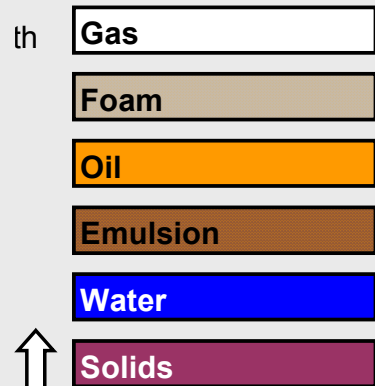 th
Gas
Foam
Oil
Emulsion
Water
Solids